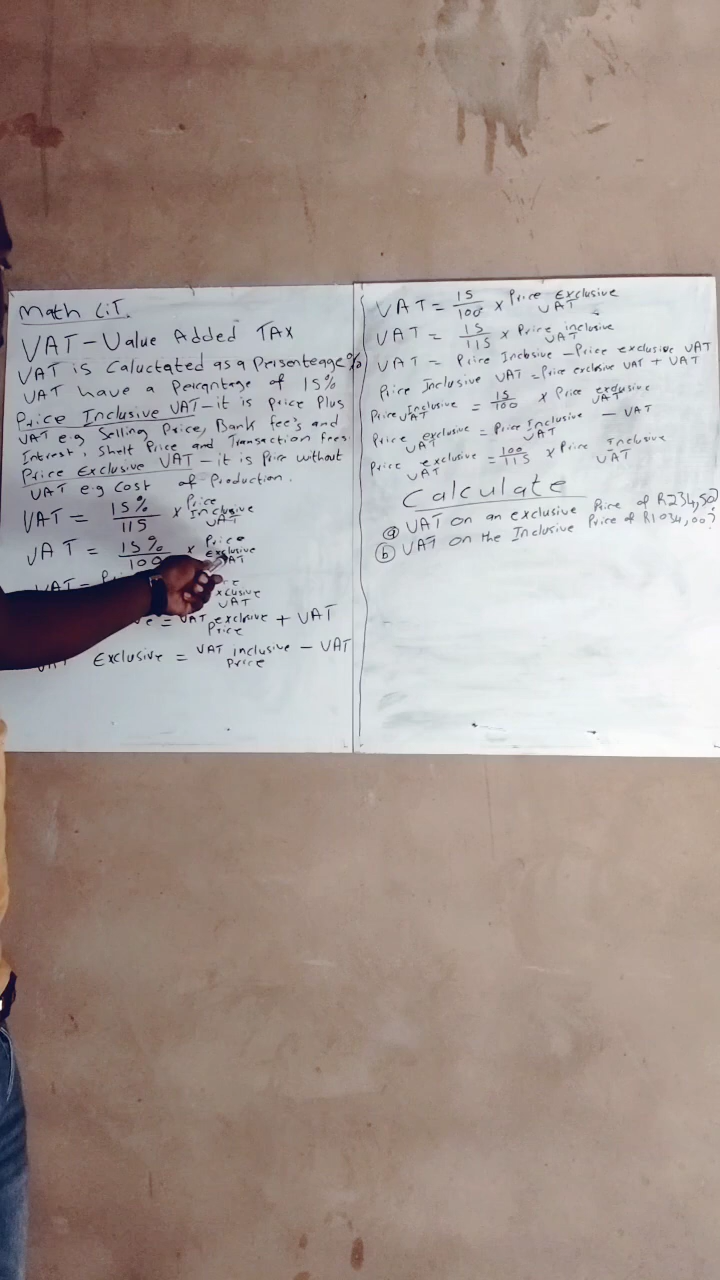 Math LiT.
VAT - Value Added TAX
VAT is Caluctated as a Persenteage %
VAT have a Percantage of 15%
Price Inclusive VAT - it is Price Plus
VAT e.g Selling Price, Bank fee's and
Interest, Shelt Price and Transaction Fees.
Price Exclusive VAT - it is Price without
VAT e.g Cost of Production.
VAT = 15%/115 x Price Inclusive VAT
VAT = 15%/100 x Price Exclusive VAT
VAT =
= VAT exclusive Price + VAT
Exclusive = VAT inclusive Price - VAT
VAT = 15/100 x Price Exclusive VAT
VAT = 15/115 x Price inclusive VAT
VAT = Price Inclusive - Price exclusive VAT
Price Inclusive VAT = Price exclusive VAT + VAT
Price Inclusive VAT = 15/100 x Price exclusive VAT
Price exclusive VAT = Price Inclusive VAT - VAT
Price exclusive VAT = 100/115 x Price Inclusive VAT
Calculate
a VAT on an exclusive Price of R234,50?
b VAT on the Inclusive Price of R1 034,00?